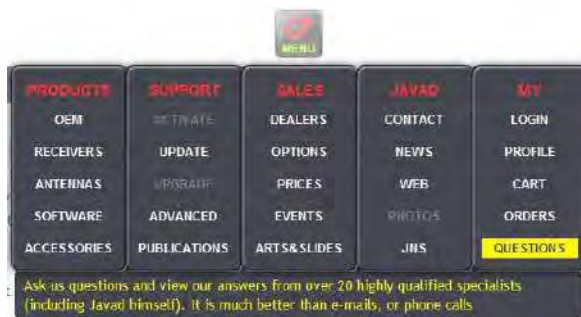 MENU
PRODUCTS SUPPORT SALES JAVAD MY
OEM ACTIVATE DEALERS CONTACT LOGIN
RECEIVERS UPDATE OPTIONS NEWS PROFILE
ANTENNAS UPGRADE PRICES WEB CART
SOFTWARE ADVANCED EVENTS PHOTOS ORDERS
ACCESSORIES PUBLICATIONS ARTS&SLIDES JNS QUESTIONS
Ask us questions and view our answers from over 20 highly qualified specialists
(including Javad himself). It is much better than e-mails, or phone calls